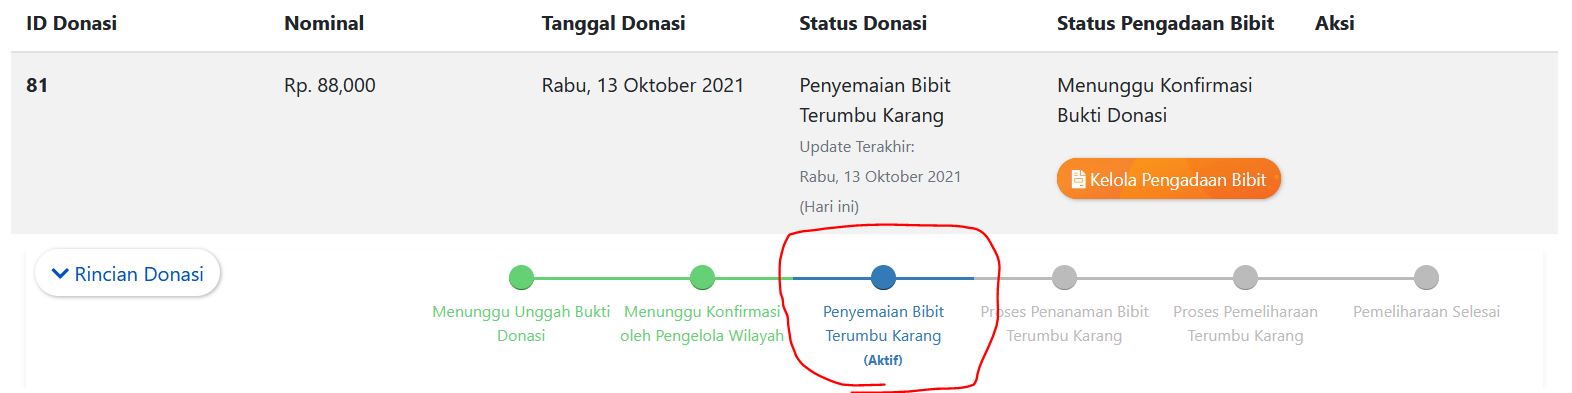 ID Donasi Nominal Tanggal Donasi Status Donasi Status Pengadaan Bibit Aksi
81 Rp. 88,000 Rabu, 13 Oktober 2021 Penyemaian Bibit Menunggu Konfirmasi
Terumbu Karang Bukti Donasi
Update Terakhir:
Rabu, 13 Oktober 2021
(Hari ini)
Kelola Pengadaan Bibit
Rincian Donasi
Menunggu Unggah Bukti Menunggu Konfirmasi Penyemaian Bibit Proses Penanaman Bibit Proses Pemeliharaan Pemeliharaan Selesai
Donasi oleh Pengelola Wilayah Terumbu Karang Terumbu Karang Terumbu Karang
(Aktif)